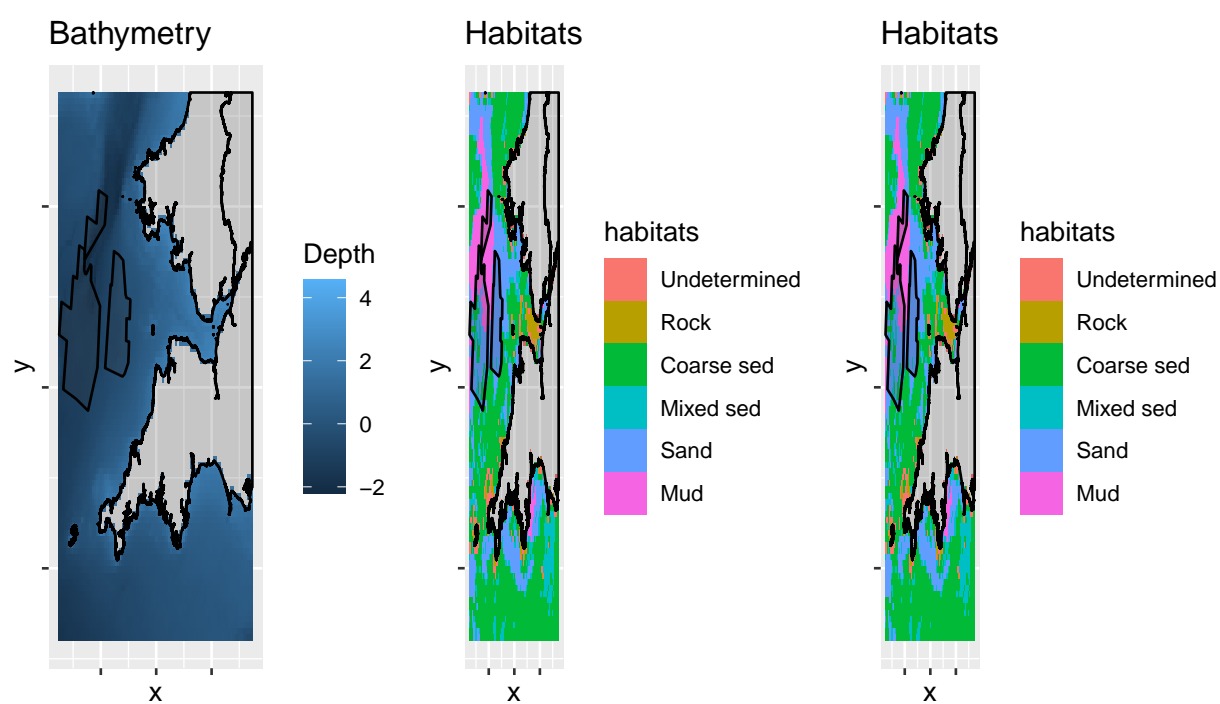 Bathymetry
y
x
Depth
4
2
0
−2
Habitats
y
x
habitats
Undetermined
Rock
Coarse sed
Mixed sed
Sand
Mud
Habitats
y
x
habitats
Undetermined
Rock
Coarse sed
Mixed sed
Sand
Mud